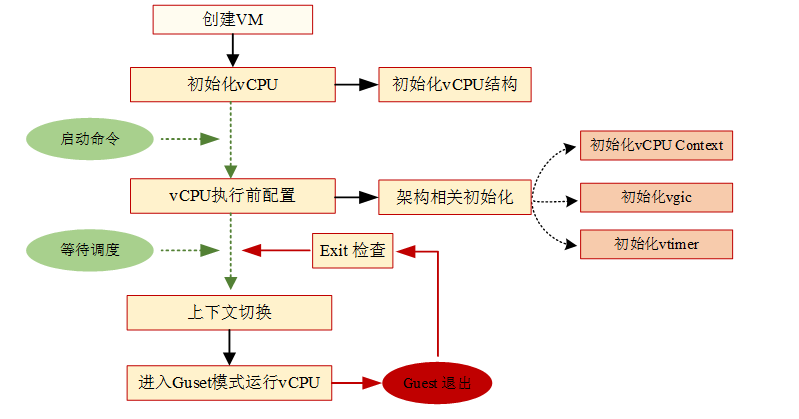 创建VM
初始化vCPU
初始化vCPU结构
启动命令
初始化vCPU Context
vCPU执行前配置
架构相关初始化
初始化vgic
等待调度
Exit 检查
初始化vtimer
上下文切换
进入Guset模式运行vCPU
Guest 退出